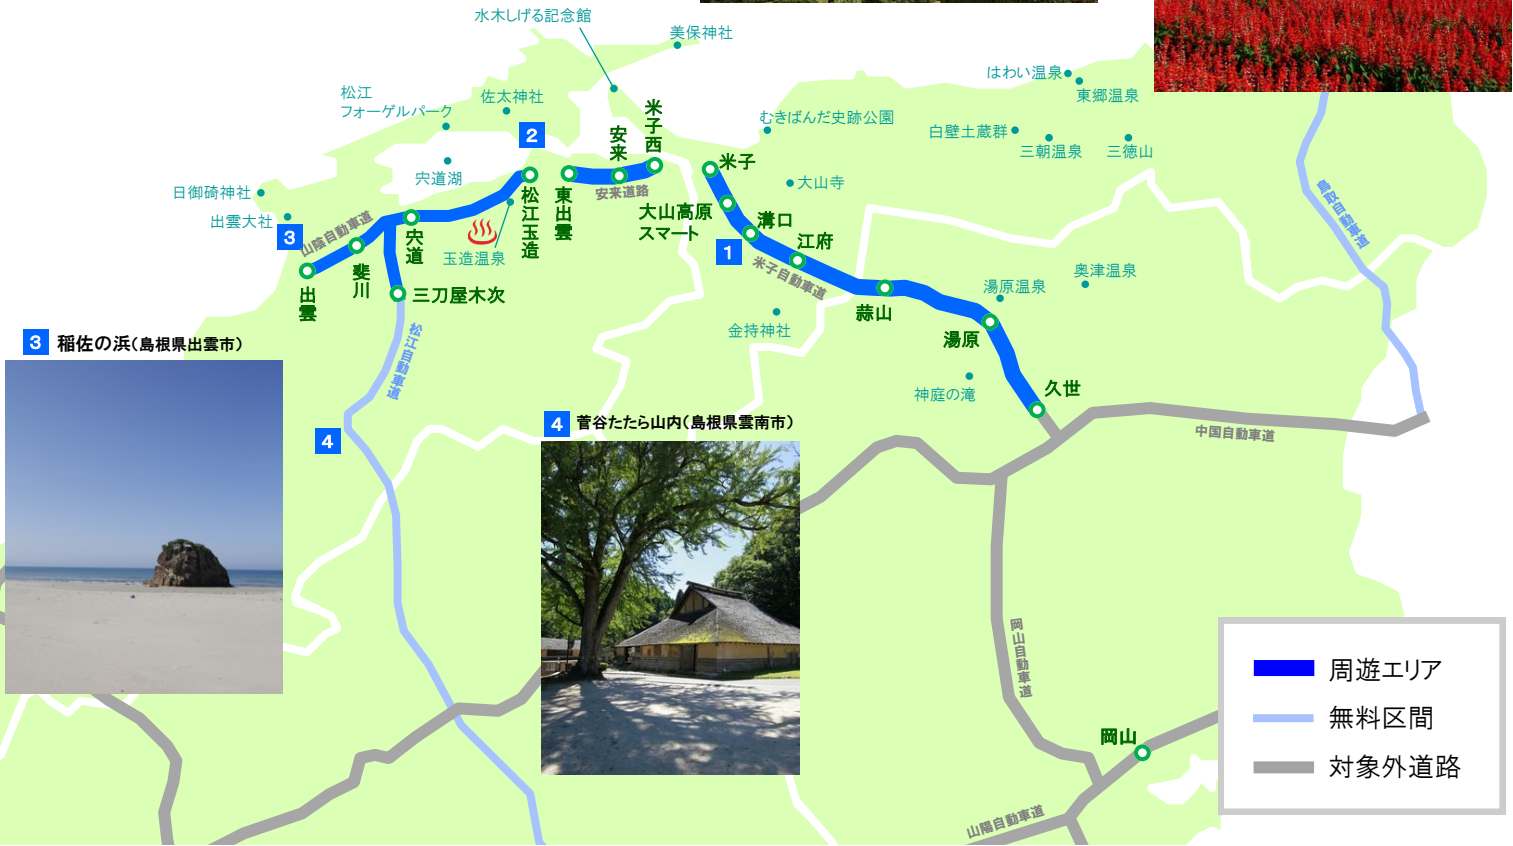 水木しげる記念館
美保神社
松江
フォーゲルパーク
佐太神社
はわい温泉
東郷温泉
むきばんだ史跡公園
白壁土蔵群
三朝温泉
三徳山
2
安来
米子西
米子
宍道湖
大山寺
日御碕神社
出雲大社
安来道路
松江玉造
東出雲
大山高原
スマート
溝口
鳥取自動車道
3
山陰自動車道
宍道
玉造温泉
1
江府
米子自動車道
斐川
出雲
三刀屋木次
奥津温泉
湯原温泉
蒜山
金持神社
湯原
3 稲佐の浜(島根県出雲市)
松江自動車道
神庭の滝
久世
4 菅谷たたら山内(島根県雲南市)
4
中国自動車道
岡山自動車道
周遊エリア
無料区間
対象外道路
岡山
山陽自動車道